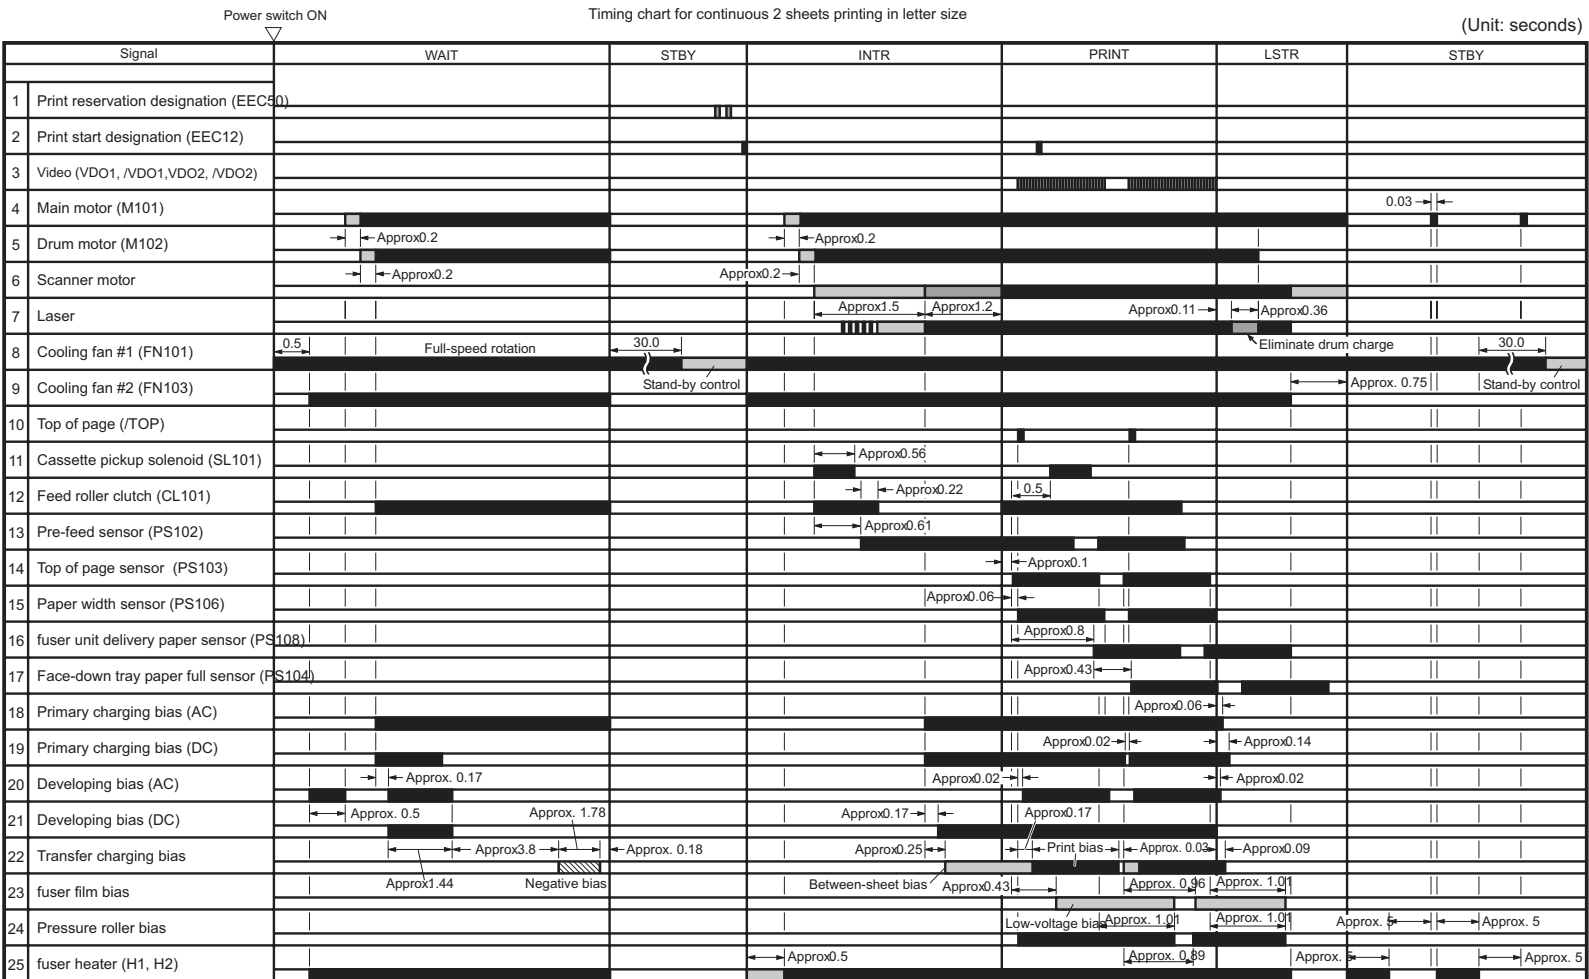 Power switch ON
Timing chart for continuous 2 sheets printing in letter size
(Unit: seconds)
Signal WAIT STBY INTR PRINT LSTR STBY
1 Print reservation designation (EEC50)
2 Print start designation (EEC12)
3 Video (VDO1, /VDO1,VDO2, /VDO2)
4 Main motor (M101)
0.03
5 Drum motor (M102)
Approx0.2 Approx0.2
6 Scanner motor
Approx0.2 Approx0.2
7 Laser
Approx1.5 Approx1.2 Approx0.11 Approx0.36
8 Cooling fan #1 (FN101)
0.5 Full-speed rotation 30.0 Eliminate drum charge 30.0
9 Cooling fan #2 (FN103)
Stand-by control Approx. 0.75 Stand-by control
10 Top of page (/TOP)
11 Cassette pickup solenoid (SL101)
Approx0.56
12 Feed roller clutch (CL101)
Approx0.22 0.5
13 Pre-feed sensor (PS102)
Approx0.61
14 Top of page sensor (PS103)
Approx0.1
15 Paper width sensor (PS106)
Approx0.06
16 fuser unit delivery paper sensor (PS108)
Approx0.8
17 Face-down tray paper full sensor (PS104)
Approx0.43
18 Primary charging bias (AC)
Approx0.06
19 Primary charging bias (DC)
Approx0.02 Approx0.14
20 Developing bias (AC)
Approx. 0.17 Approx0.02 Approx0.02
21 Developing bias (DC)
Approx. 0.5 Approx. 1.78 Approx0.17 Approx0.17
22 Transfer charging bias
Approx3.8 Approx. 0.18 Approx0.25 Print bias Approx. 0.03 Approx0.09
23 fuser film bias
Approx1.44 Negative bias Between-sheet bias Approx0.43 Approx. 0.96 Approx. 1.01
24 Pressure roller bias
Low-voltage bias Approx. 1.01 Approx. 1.01 Approx. 5 Approx. 5
25 fuser heater (H1, H2)
Approx0.5 Approx. 0.89 Approx. 5 Approx. 5